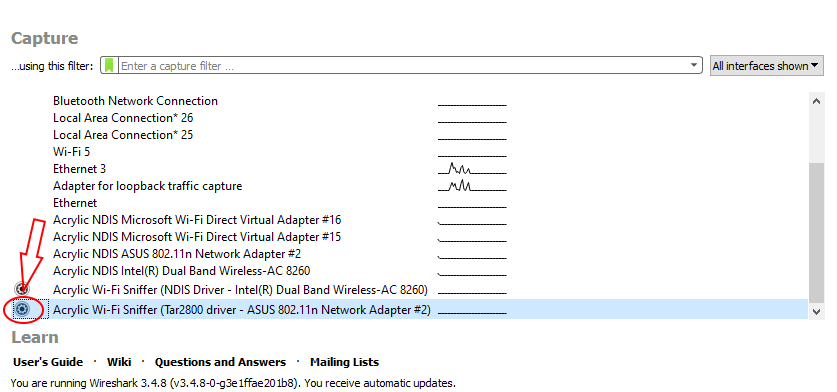 Capture
...using this filter: Enter a capture filter ... All interfaces shown
Bluetooth Network Connection
Local Area Connection* 26
Local Area Connection* 25
Wi-Fi 5
Ethernet 3
Adapter for loopback traffic capture
Ethernet
Acrylic NDIS Microsoft Wi-Fi Direct Virtual Adapter #16
Acrylic NDIS Microsoft Wi-Fi Direct Virtual Adapter #15
Acrylic NDIS ASUS 802.11n Network Adapter #2
Acrylic NDIS Intel(R) Dual Band Wireless-AC 8260
Acrylic Wi-Fi Sniffer (NDIS Driver - Intel(R) Dual Band Wireless-AC 8260)
Acrylic Wi-Fi Sniffer (Tar2800 driver - ASUS 802.11n Network Adapter #2)
Learn
User's Guide · Wiki · Questions and Answers · Mailing Lists
You are running Wireshark 3.4.8 (v3.4.8-0-g3e1ffae201b8). You receive automatic updates.